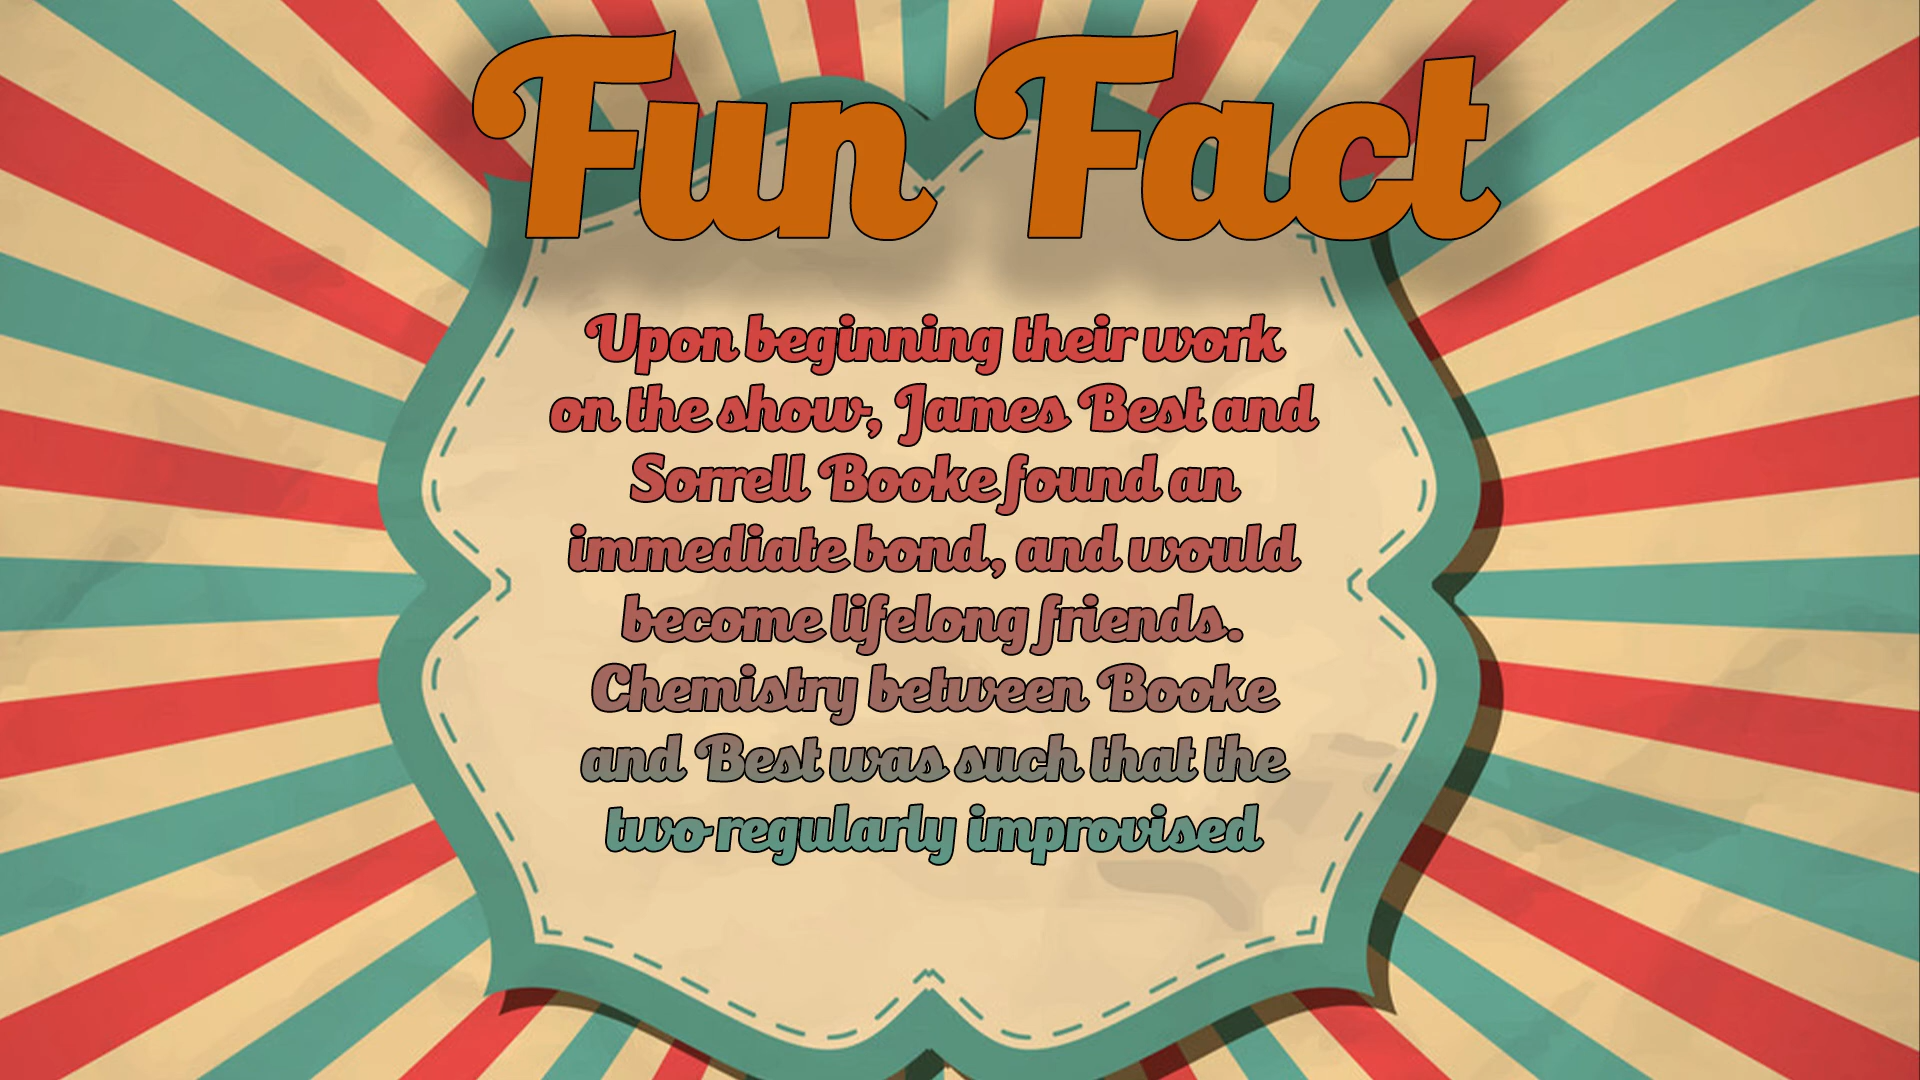 Fun Fact
Upon beginning their work
on the show, James Best and
Sorrell Booke found an
immediate bond, and would
become lifelong friends.
Chemistry between Booke
and Best was such that the
two regularly improvised